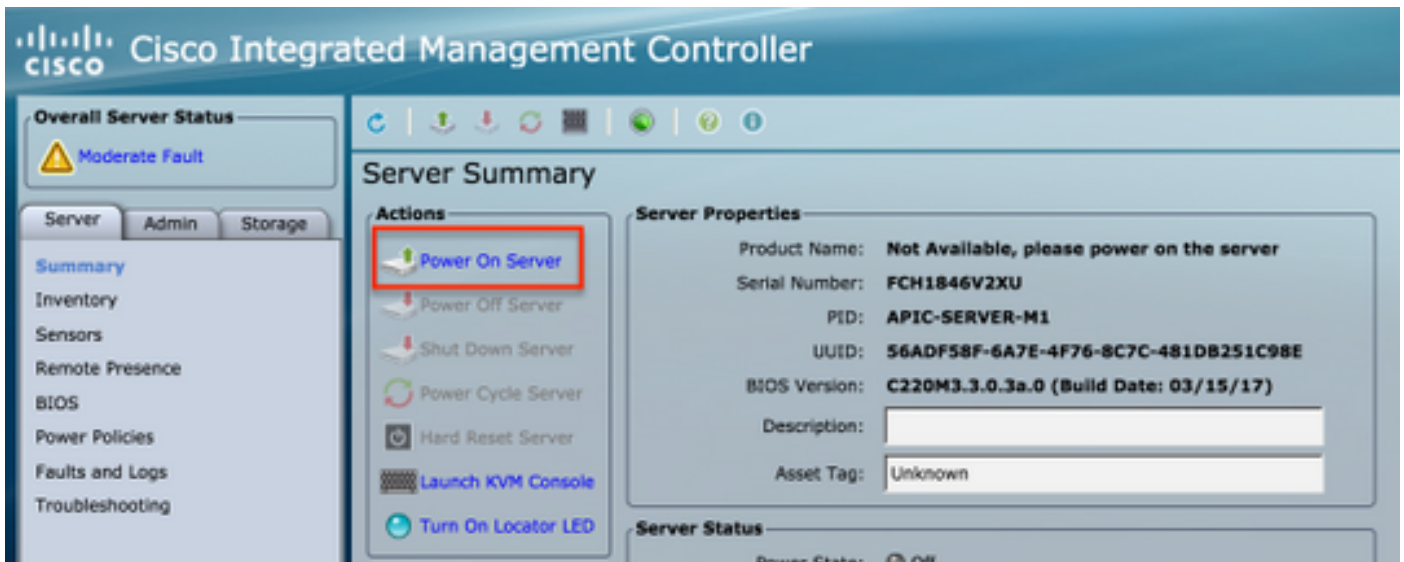 CISCO Cisco Integrated Management Controller
Overall Server Status
Moderate Fault
Server Admin Storage
Summary
Inventory
Sensors
Remote Presence
BIOS
Power Policies
Faults and Logs
Troubleshooting
Server Summary
Actions
Power On Server
Power Off Server
Shut Down Server
Power Cycle Server
Hard Reset Server
Launch KVM Console
Turn On Locator LED
Server Properties
Product Name: Not Available, please power on the server
Serial Number: FCH1846V2XU
PID: APIC-SERVER-M1
UUID: 56ADF58F-6A7E-4F76-8C7C-481DB251C98E
BIOS Version: C220M3.3.0.3a.0 (Build Date: 03/15/17)
Description:
Asset Tag: Unknown
Server Status
Power State: Off